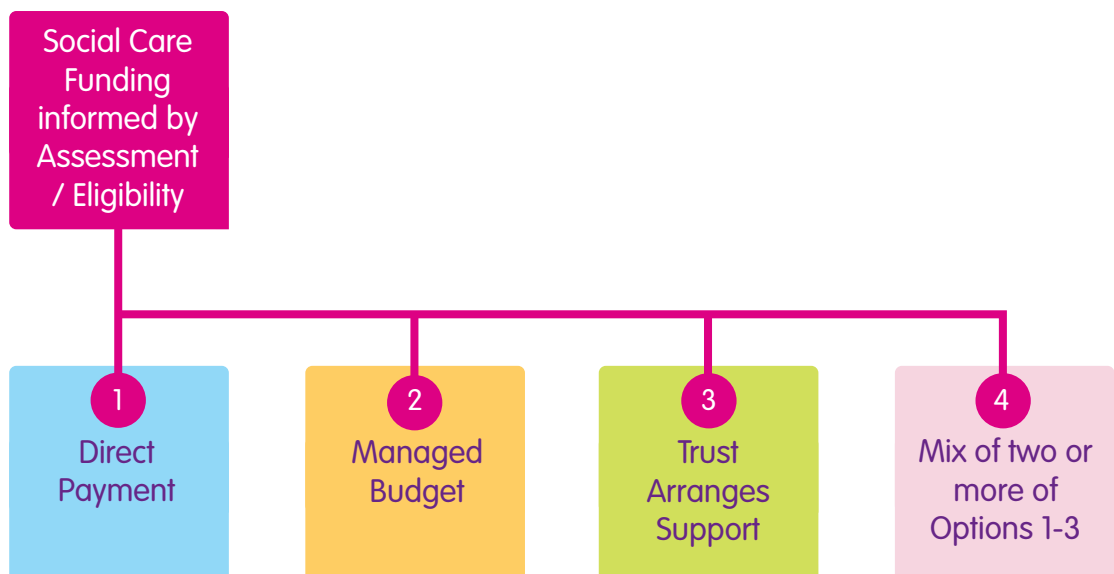 Social Care
Funding
informed by
Assessment
/ Eligibility
1
Direct
Payment
2
Managed
Budget
3
Trust
Arranges
Support
4
Mix of two or
more of
Options 1-3